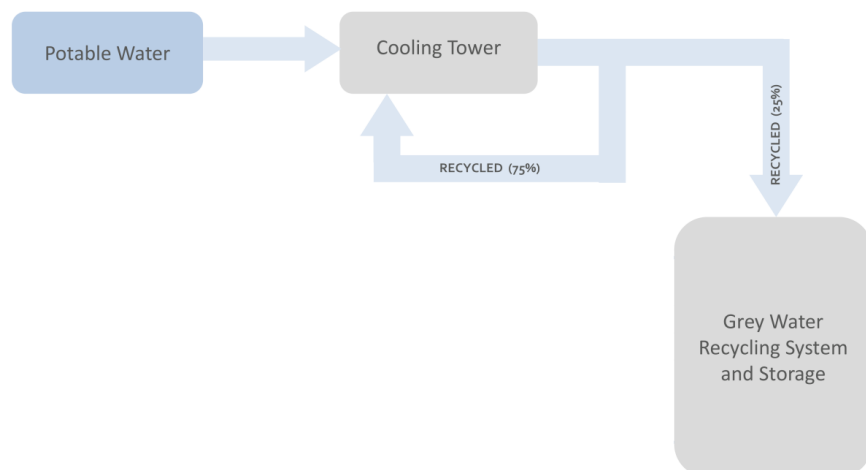 Potable Water
Cooling Tower
RECYCLED (75%)
RECYCLED (25%)
Grey Water
Recycling System
and Storage